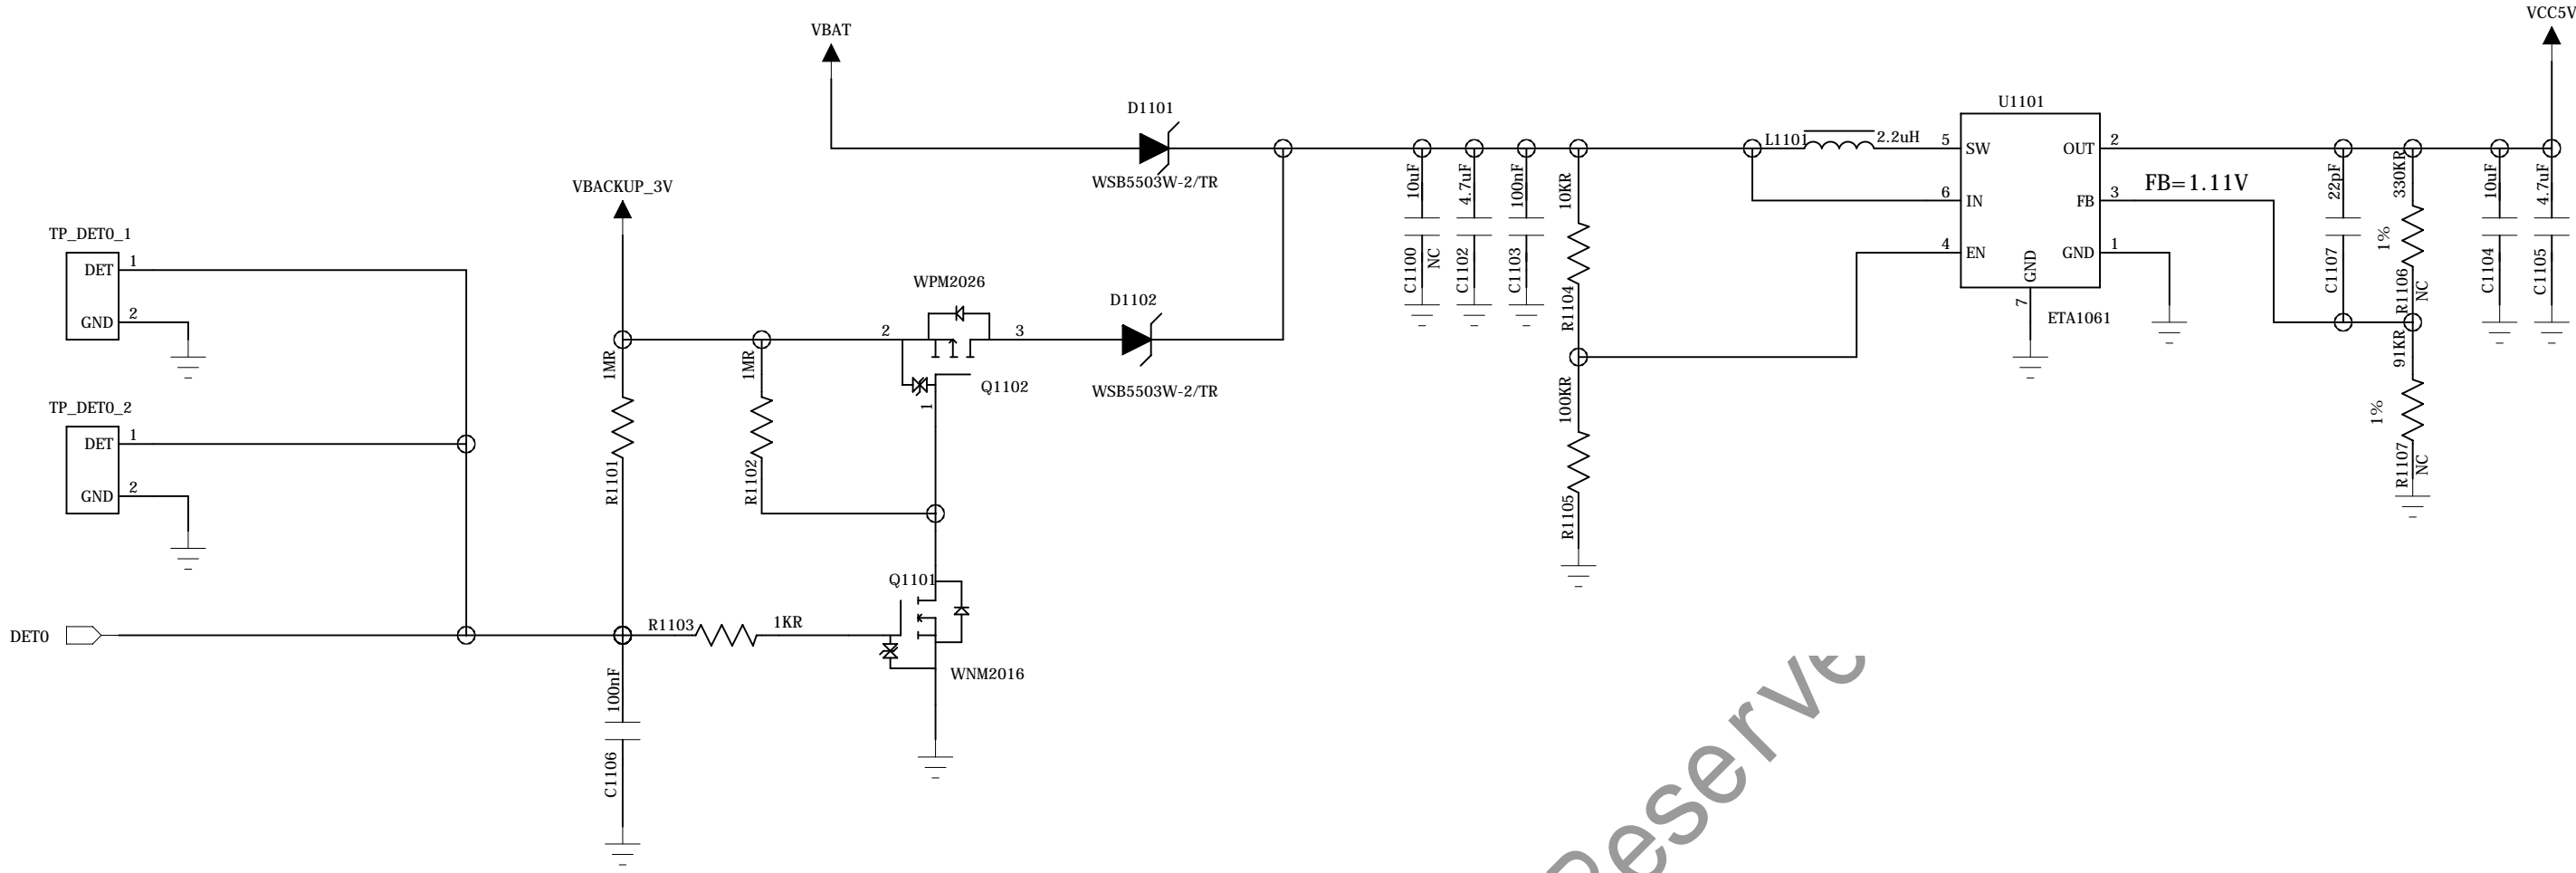 VBAT
VCC5V
D1101
WSB5503W-2/TR
VBACKUP_3V
TP_DET0_1
DET 1
GND 2
TP_DET0_2
DET 1
GND 2
DET0
1MR
R1101
1MR
R1102
WPM2026
2
3
1
Q1102
D1102
WSB5503W-2/TR
Q1101
WNM2016
R1103 1KR
100nF
C1106
10uF
C1100
NC
4.7uF
C1102
100nF
C1103
10KR
R1104
100KR
R1105
L1101 2.2uH
U1101
5 SW
6 IN
4 EN
OUT 2
FB 3
GND 1
GND
7
ETA1061
FB=1.11V
22pF
C1107
330KR
1%
R1106
NC
91KR
1%
R1107
NC
10uF
C1104
4.7uF
C1105
Reserve